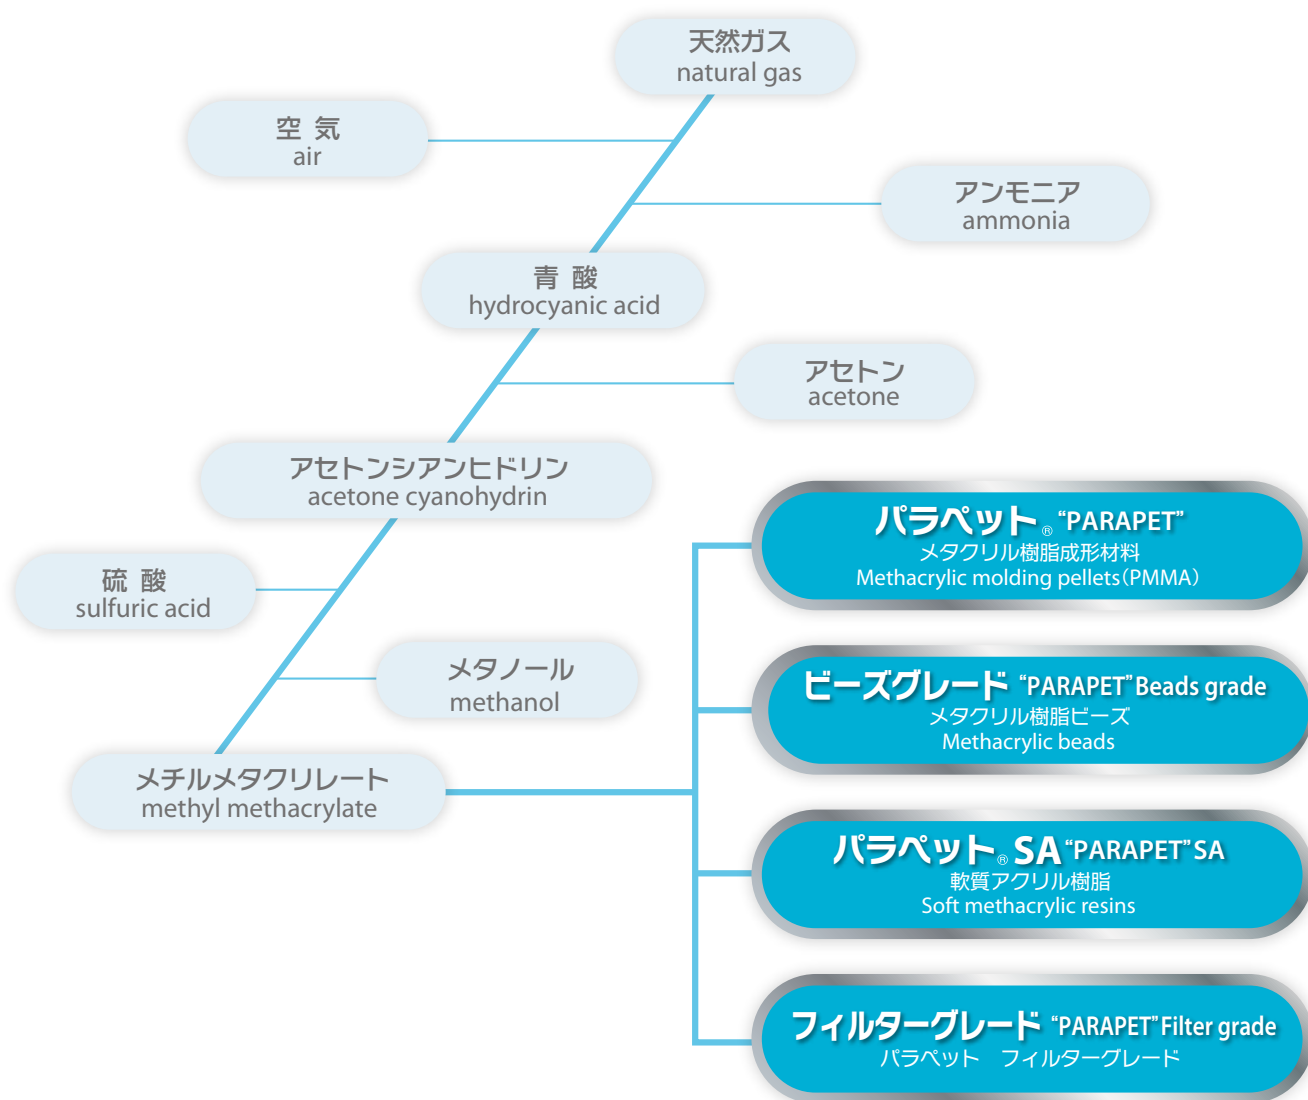 天然ガス
natural gas
空 気
air
アンモニア
ammonia
青 酸
hydrocyanic acid
アセトン
acetone
アセトンシアンヒドリン
acetone cyanohydrin
硫 酸
sulfuric acid
メタノール
methanol
メチルメタクリレート
methyl methacrylate
パラペット® “PARAPET”
メタクリル樹脂成形材料
Methacrylic molding pellets(PMMA)
ビーズグレード “PARAPET”Beads grade
メタクリル樹脂ビーズ
Methacrylic beads
パラペット® SA “PARAPET”SA
軟質アクリル樹脂
Soft methacrylic resins
フィルターグレード “PARAPET”Filter grade
パラペット　フィルターグレード